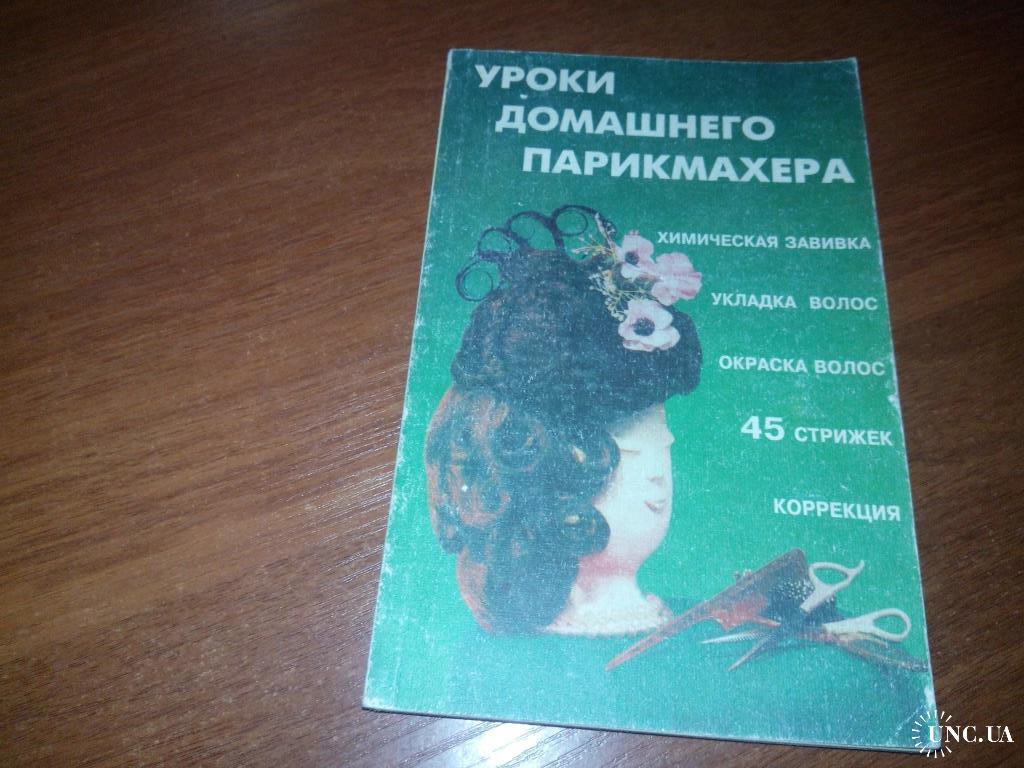 УРОКИ
ДОМАШНЕГО
ПАРИКМАХЕРА
ХИМИЧЕСКАЯ ЗАВИВКА
УКЛАДКА ВОЛОС
ОКРАСКА ВОЛОС
45 СТРИЖЕК
КОРРЕКЦИЯ
UNC.UA